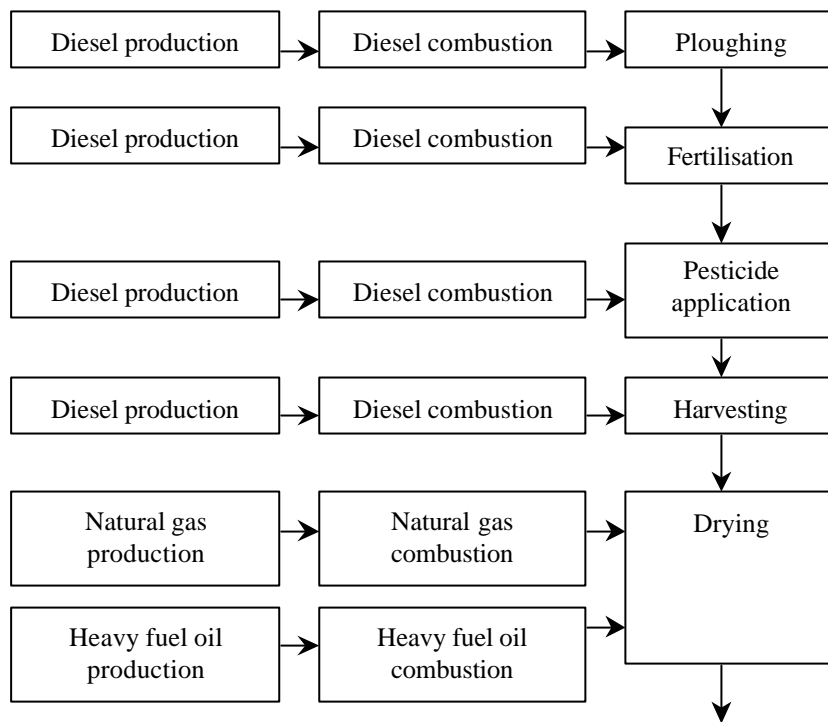 Diesel production
Diesel combustion
Ploughing
Diesel production
Diesel combustion
Fertilisation
Diesel production
Diesel combustion
Pesticide
application
Diesel production
Diesel combustion
Harvesting
Natural gas
production
Natural gas
combustion
Drying
Heavy fuel oil
production
Heavy fuel oil
combustion